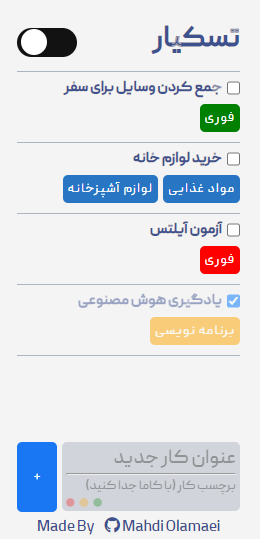 تسکیار
جمع کردن وسایل برای سفر
فوری
خرید لوازم خانه
مواد غذایی لوازم آشپزخانه
آزمون آیلتس
فوری
یادگیری هوش مصنوعی
برنامه نویسی
عنوان کار جدید
برچسب کار (با کاما جدا کنید)
+
Made By Mahdi Olamaei